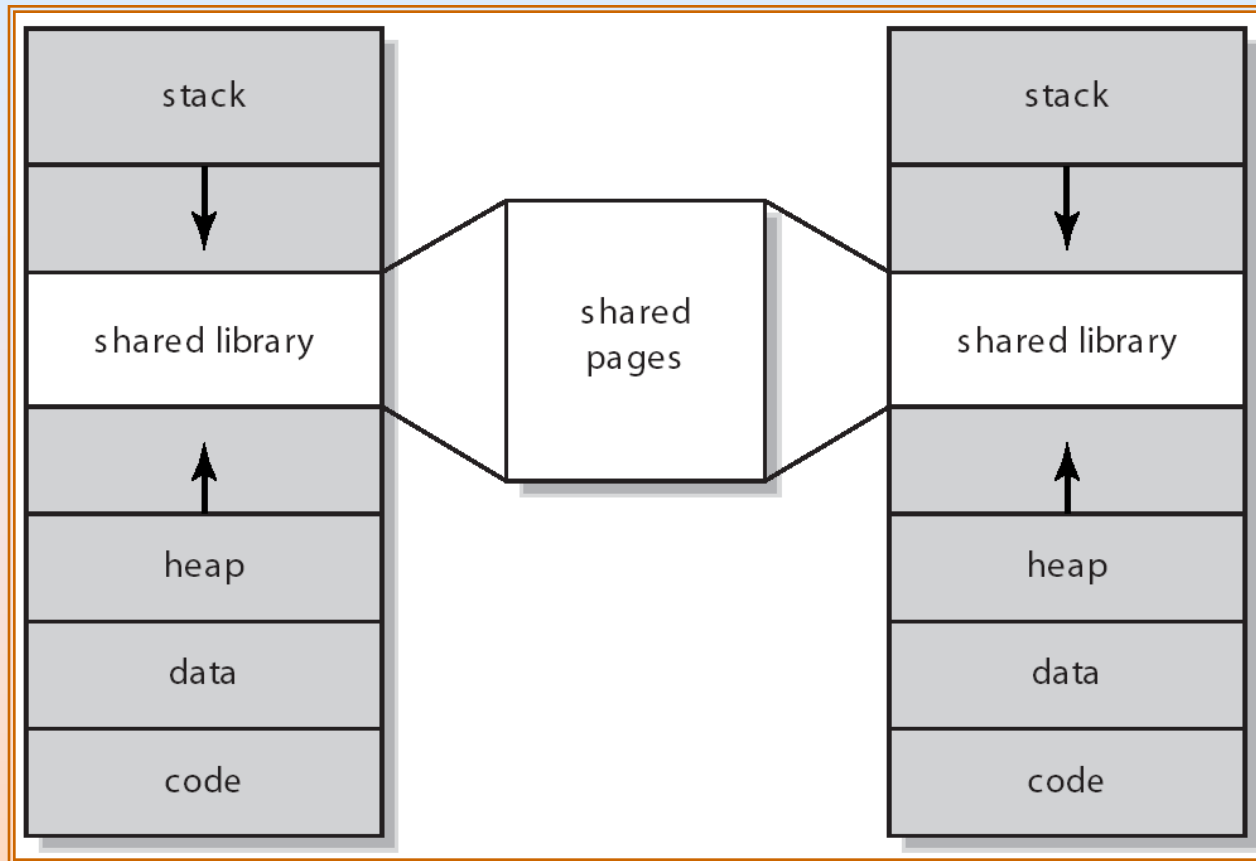 stack
shared library
heap
data
code
shared
pages
stack
shared library
heap
data
code